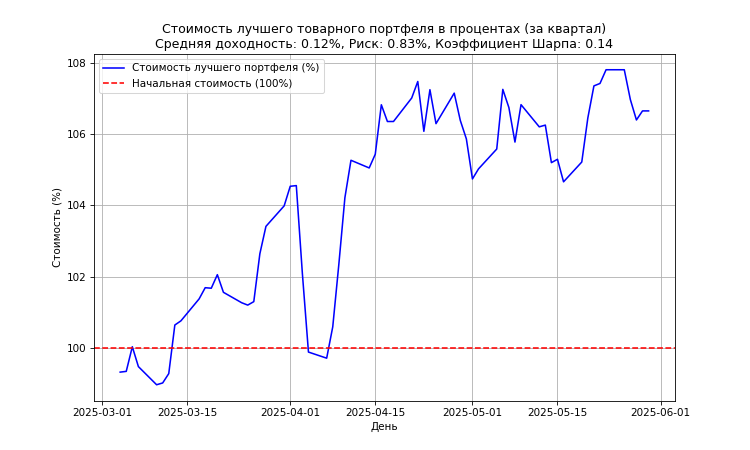 Стоимость лучшего товарного портфеля в процентах (за квартал)
Средняя доходность: 0.12%, Риск: 0.83%, Коэффициент Шарпа: 0.14
Стоимость лучшего портфеля (%)
Начальная стоимость (100%)
Стоимость (%)
108
106
104
102
100
2025-03-01
2025-03-15
2025-04-01
2025-04-15
2025-05-01
2025-05-15
2025-06-01
День